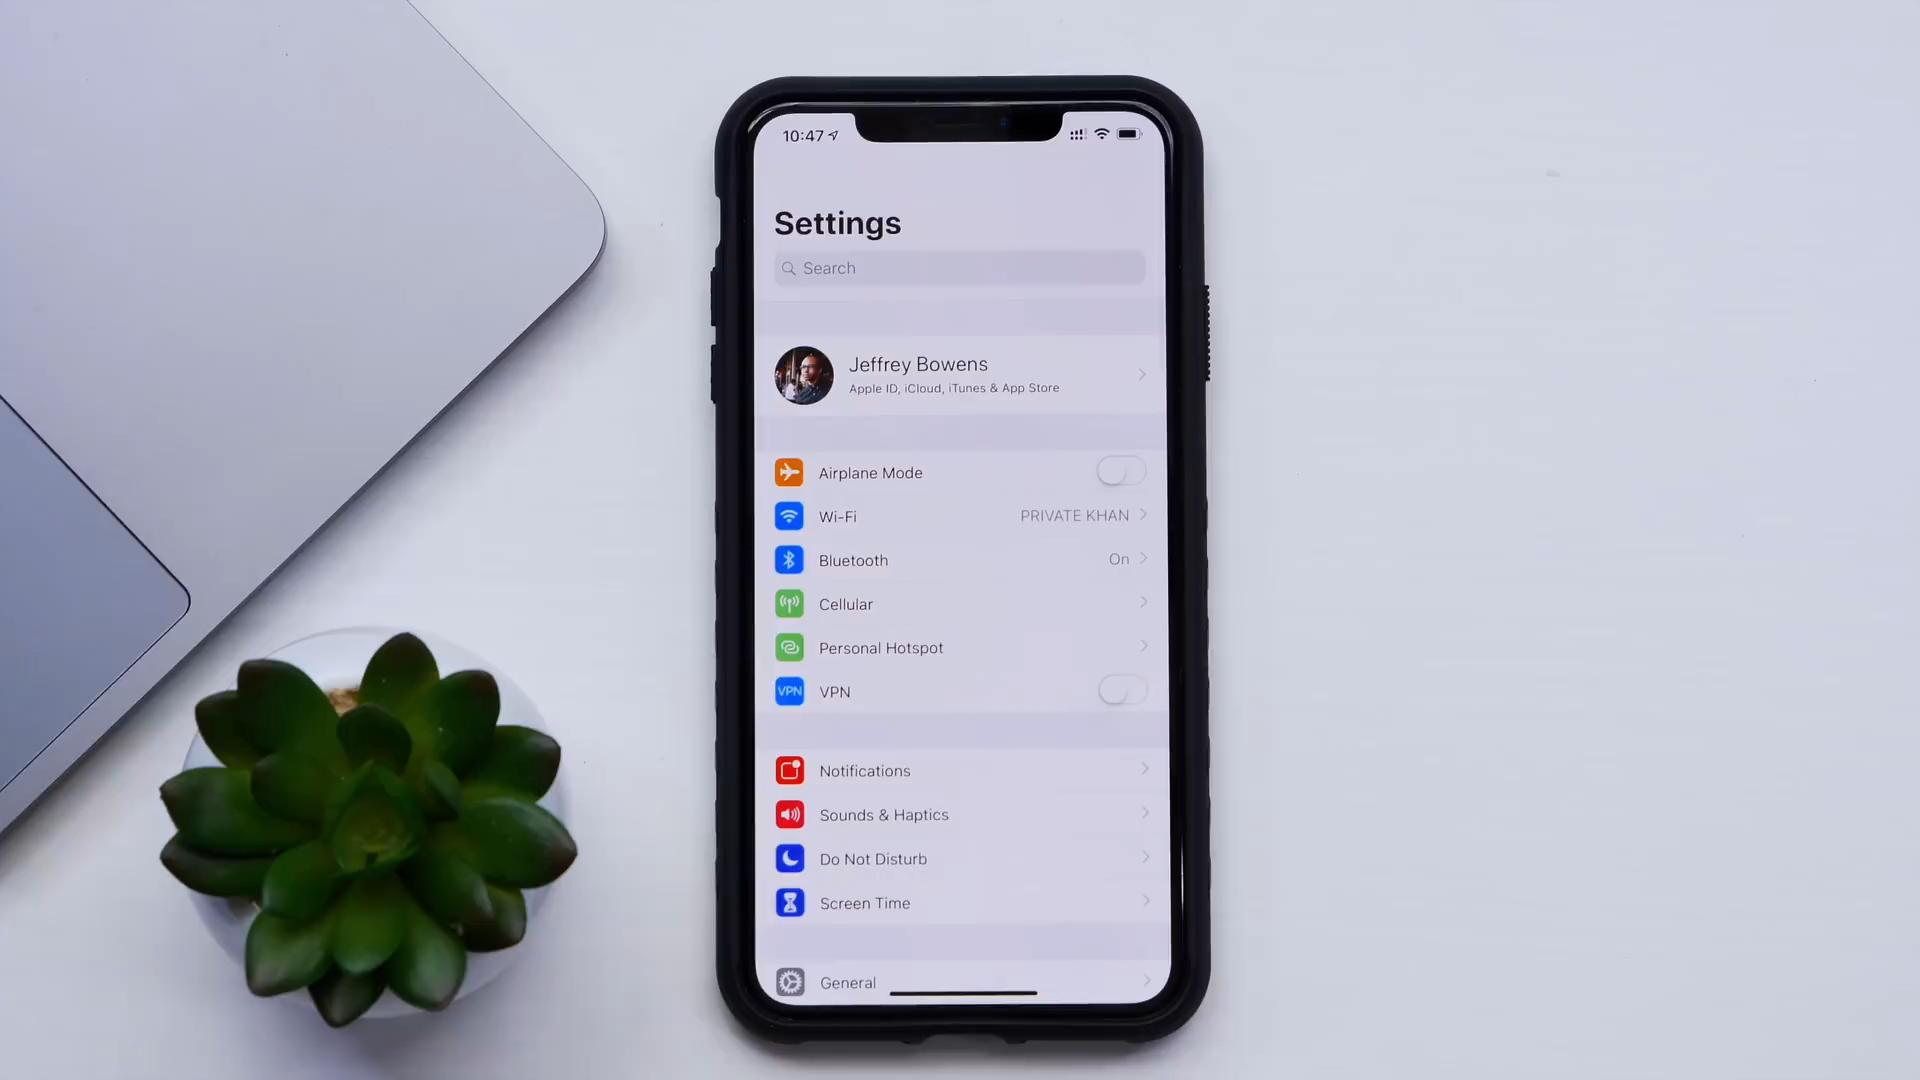 10:47
Settings
Search
Jeffrey Bowens
Apple ID, iCloud, iTunes & App Store
Airplane Mode
Wi-Fi PRIVATE KHAN
Bluetooth On
Cellular
Personal Hotspot
VPN VPN
Notifications
Sounds & Haptics
Do Not Disturb
Screen Time
General